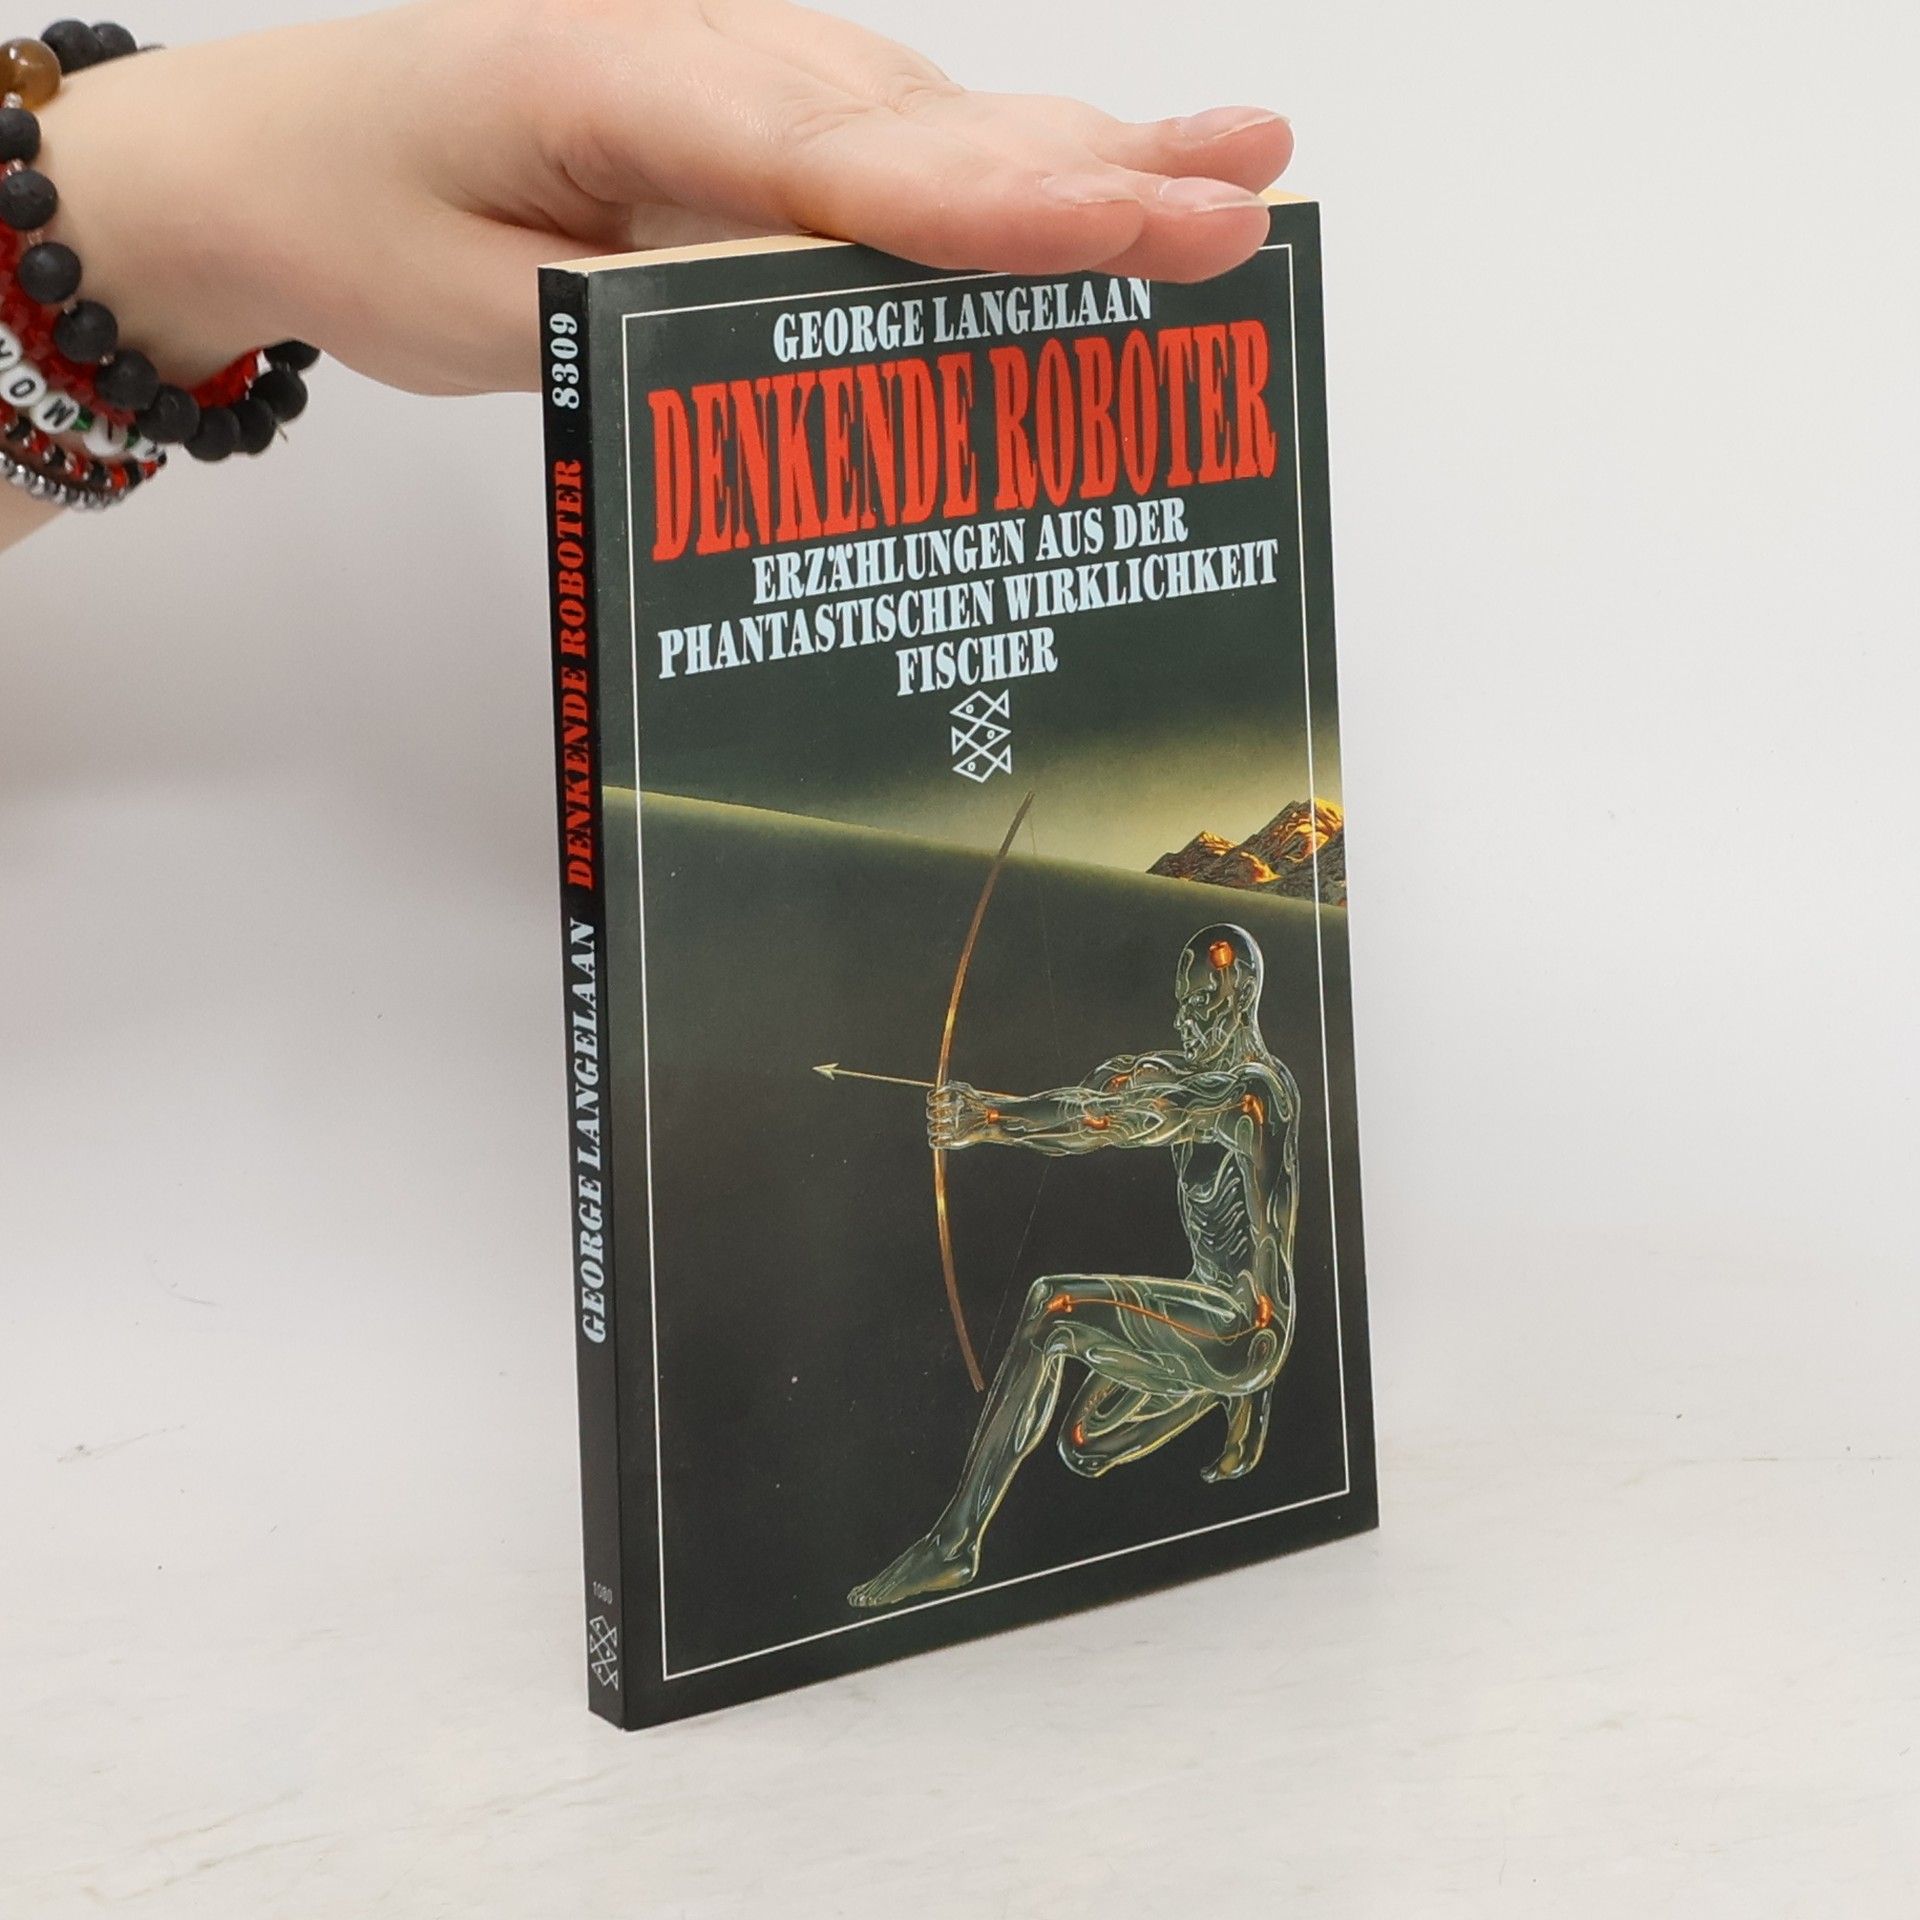 GEORGE LANGELAAN
DENKENDE ROBOTER
ERZÄHLUNGEN AUS DER
PHANTASTISCHEN WIRKLICHKEIT
FISCHER
GEORGE LANGELAAN DENKENDE ROBOTER 8309
1080